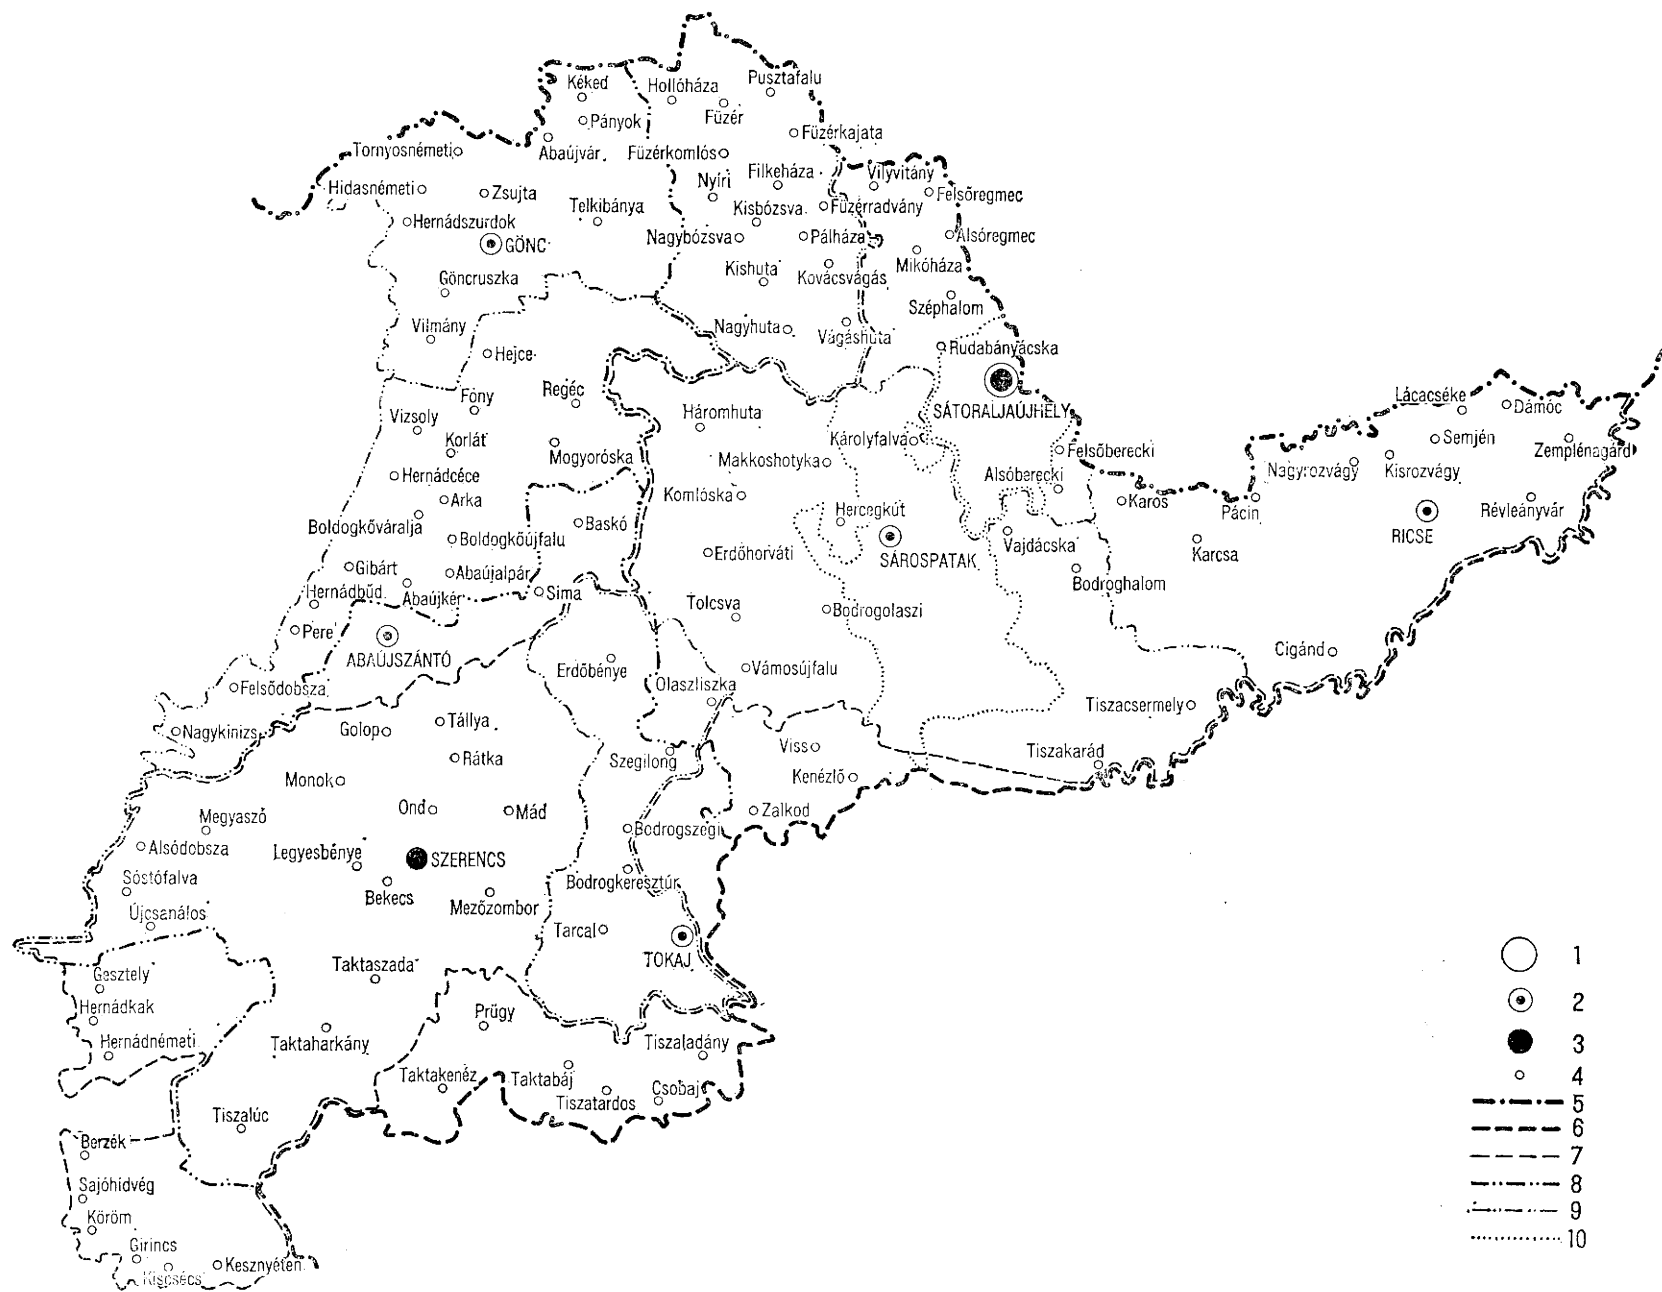 Kéked
Hollóháza
Pusztafalu
Pányok
Füzér
Abaújvár
Füzérkomlós
Füzérkajata
Tornyosnémeti
Hidasnémeti
Zsujta
Nyíri
Filkeháza
Vilyvitány
Felsőregmec
Hernádszurdok
Telkibánya
Kisbózsva
Füzérradvány
GÖNC
Nagybózsva
Pálháza
Alsóregmec
Göncruszka
Kishuta
Kovácsvágás
Mikóháza
Széphalom
Vilmány
Nagyhuta
Vágáshuta
Hejce
Rudabányácska
Fony
Regéc
SÁTORALJAÚJHELY
Vizsoly
Háromhuta
Lácacséke
Dámóc
Korlát
Károlyfalva
Felsőberecki
Semjén
Zemplénagárd
Mogyoróska
Makkoshotyka
Nagyrozvágy
Kisrozvágy
Hernádcéce
Alsóberecki
Arka
Komlóska
Karos
Pácin
Révleányvár
Boldogkőváralja
Baskó
Hercegkút
RICSE
Boldogkőújfalu
Erdőhorváti
SÁROSPATAK
Vajdácska
Karcsa
Gibárt
Abaújalpár
Bodroghalom
Hernádbűd
Abaújkér
Sima
Tolcsva
Bodrogolaszi
Pere
ABAÚJSZÁNTÓ
Erdőbénye
Vámosújfalu
Cigánd
Felsődobsza
Olaszliszka
Tiszacsermely
Nagykinizs
Golop
Tállya
Rátka
Szegilong
Viss
Tiszakarád
Monok
Kenézlő
Ond
Mád
Zalkod
Megyaszó
Bodrogszegi
Alsódobsza
Legyesbénye
SZERENCS
Sóstófalva
Bekecs
Mezőzombor
Bodrogkeresztúr
Újcsanálos
Tarcal
TOKAJ
Gesztely
Taktaszada
Hernádkak
Prügy
Hernádnémeti
Taktaharkány
Tiszaladány
Taktakenéz
Taktabáj
Csobaj
Tiszatardos
Tiszalúc
Berzék
Sajóhídvég
Köröm
Girincs
Kiscsécs
Kesznyéten
1
2
3
4
5
6
7
8
9
10